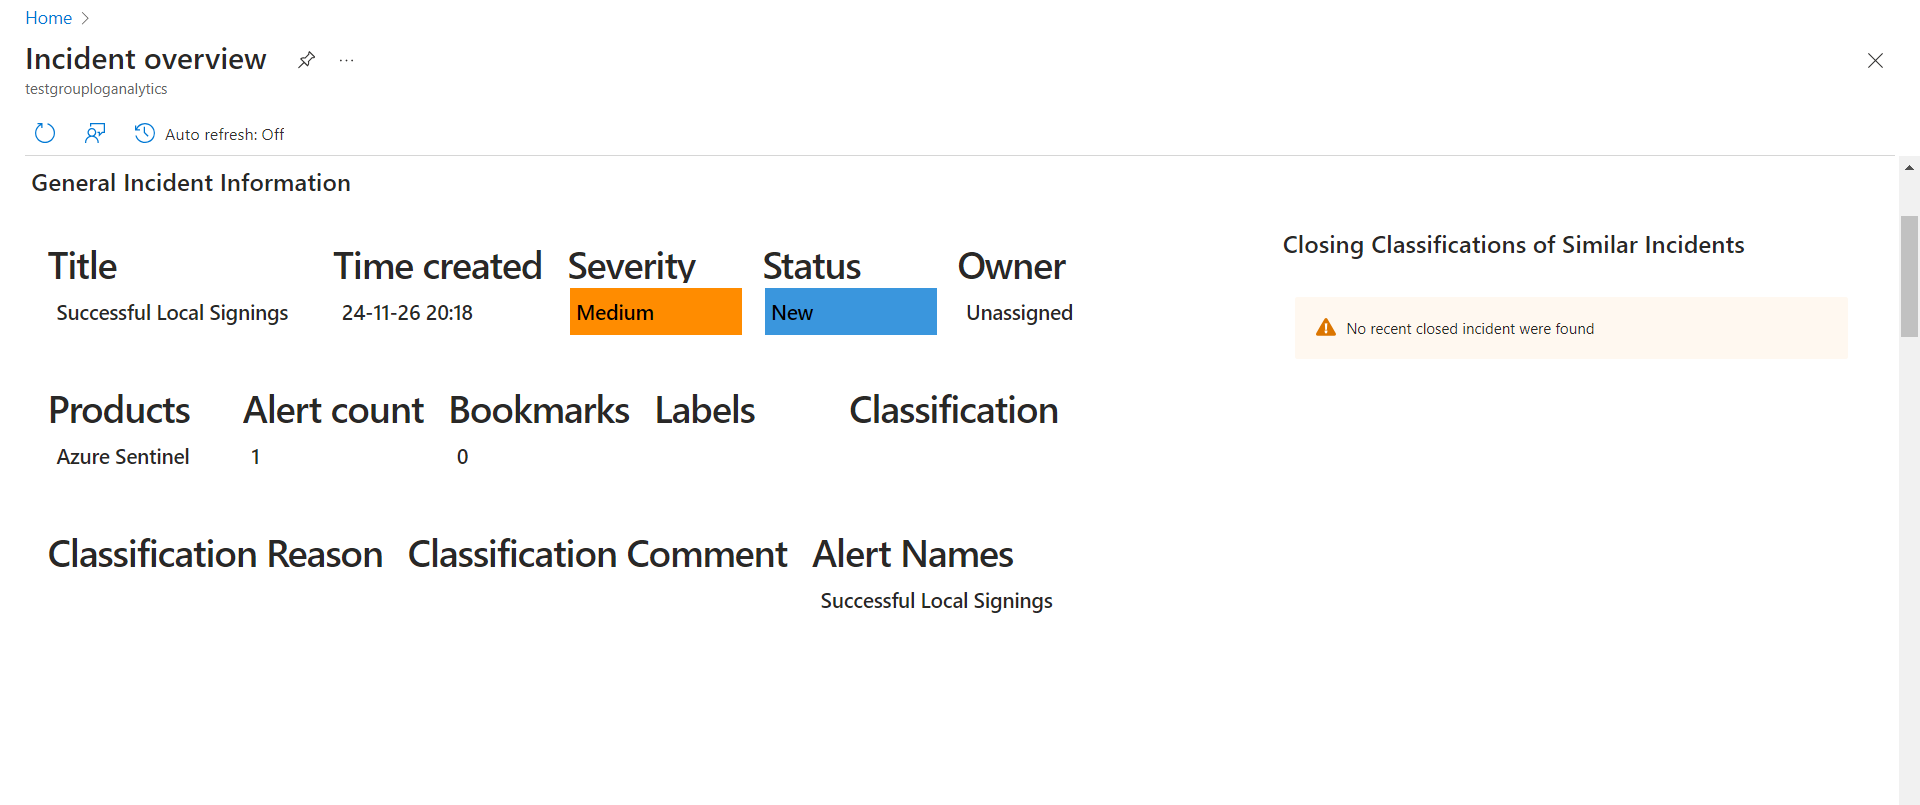 Home
Incident overview
testgrouploganalytics
Auto refresh: Off
General Incident Information
Title Time created Severity Status Owner
Successful Local Signings 24-11-26 20:18 Medium New Unassigned
Products Alert count Bookmarks Labels Classification
Azure Sentinel 1 0
Classification Reason Classification Comment Alert Names
Successful Local Signings
Closing Classifications of Similar Incidents
No recent closed incident were found